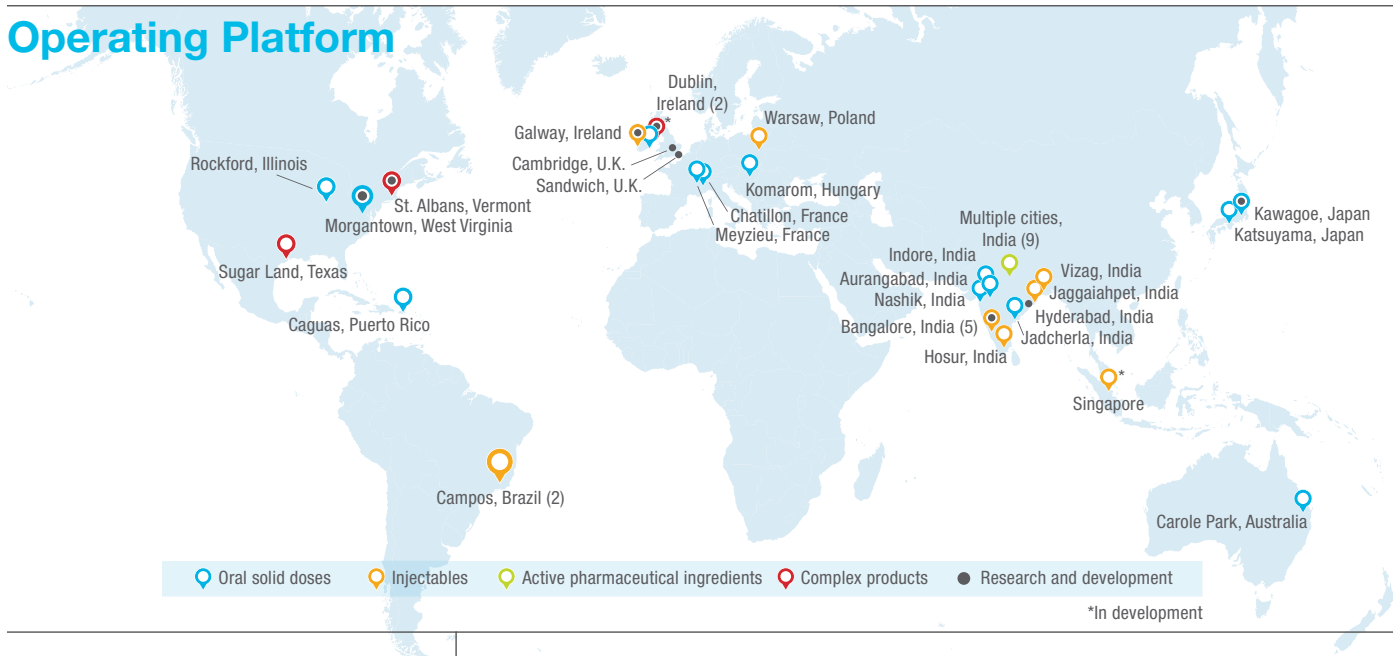 Operating Platform
Dublin,
Ireland (2)
*
Galway, Ireland
Warsaw, Poland
Rockford, Illinois
Cambridge, U.K.
Sandwich, U.K.
Komarom, Hungary
St. Albans, Vermont
Morgantown, West Virginia
Chatillon, France
Meyzieu, France
Multiple cities,
India (9)
Kawagoe, Japan
Katsuyama, Japan
Sugar Land, Texas
Indore, India
Aurangabad, India
Nashik, India
Vizag, India
Jaggaiahpet, India
Caguas, Puerto Rico
Bangalore, India (5)
Hyderabad, India
Jadcherla, India
Hosur, India
*
Singapore
Campos, Brazil (2)
Carole Park, Australia
Oral solid doses
Injectables
Active pharmaceutical ingredients
Complex products
Research and development
*In development